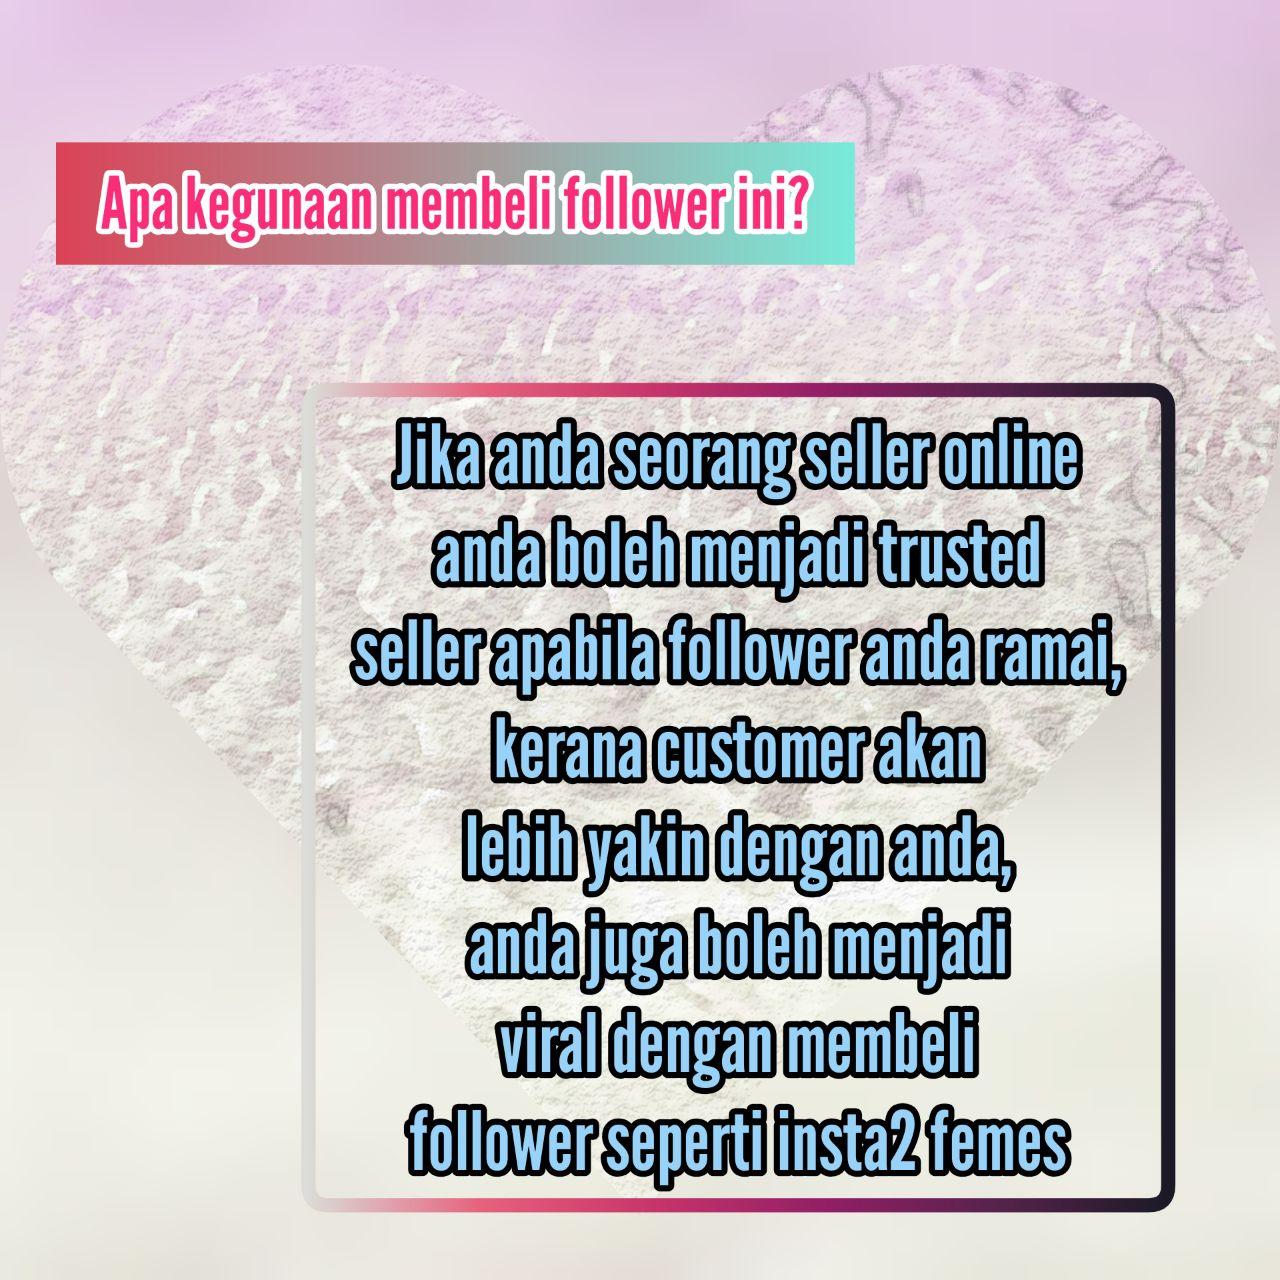 Apa kegunaan membeli follower ini?
Jika anda seorang seller online
anda boleh menjadi trusted
seller apabila follower anda ramai,
kerana customer akan
lebih yakin dengan anda,
anda juga boleh menjadi
viral dengan membeli
follower seperti insta2 femes